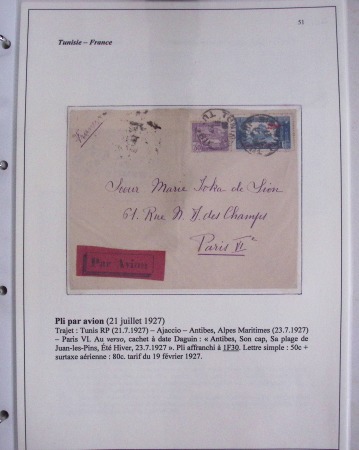 51
Tunisie – France
France
Sœur Marie Joka de Sion
61. Rue N. D. des Champs
Paris VIe
Par Avion
Pli par avion (21 juillet 1927)
Trajet : Tunis RP (21.7.1927) – Ajaccio – Antibes, Alpes Maritimes (23.7.1927)
– Paris VI. Au verso, cachet à date Daguin : « Antibes, Son cap, Sa plage de
Juan-les-Pins, Été Hiver, 23.7.1927 ». Pli affranchi à 1F30. Lettre simple : 50c +
surtaxe aérienne : 80c. tarif du 19 février 1927.